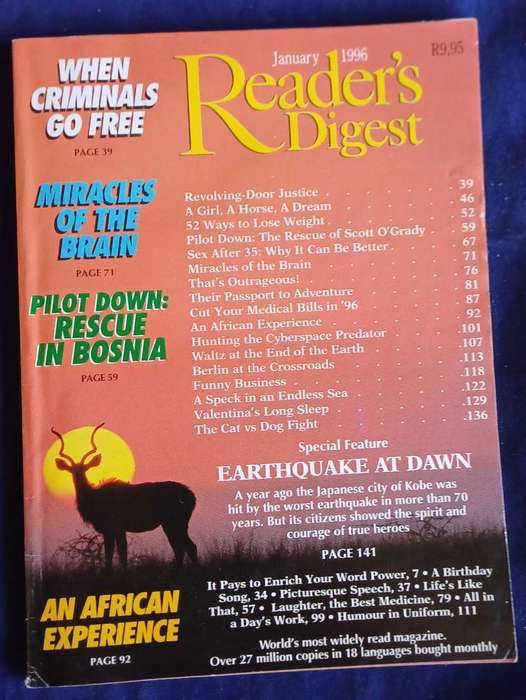 January 1996
R9,95
Reader's
Digest
WHEN
CRIMINALS
GO FREE
PAGE 39
MIRACLES
OF THE
BRAIN
PAGE 71
PILOT DOWN:
RESCUE
IN BOSNIA
PAGE 59
Revolving-Door Justice . . . . . . . 39
A Girl, A Horse, A Dream . . . . . . 46
52 Ways to Lose Weight . . . . . . . 52
Pilot Down: The Rescue of Scott O'Grady . 59
Sex After 35: Why It Can Be Better . . . 67
Miracles of the Brain . . . . . . . 71
That's Outrageous! . . . . . . . 76
Their Passport to Adventure . . . . . 81
Cut Your Medical Bills in '96 . . . . . 87
An African Experience . . . . . . . 92
Hunting the Cyberspace Predator . . . .101
Waltz at the End of the Earth . . . . .107
Berlin at the Crossroads . . . . . .113
Funny Business . . . . . . . .118
A Speck in an Endless Sea . . . . . .122
Valentina's Long Sleep . . . . . . .129
The Cat vs Dog Fight . . . . . . .136
Special Feature
EARTHQUAKE AT DAWN
A year ago the Japanese city of Kobe was
hit by the worst earthquake in more than 70
years. But its citizens showed the spirit and
courage of true heroes
PAGE 141
AN AFRICAN
EXPERIENCE
PAGE 92
It Pays to Enrich Your Word Power, 7 • A Birthday
Song, 34 • Picturesque Speech, 37 • Life's Like
That, 57 • Laughter, the Best Medicine, 79 • All in
a Day's Work, 99 • Humour in Uniform, 111
World's most widely read magazine.
Over 27 million copies in 18 languages bought monthly